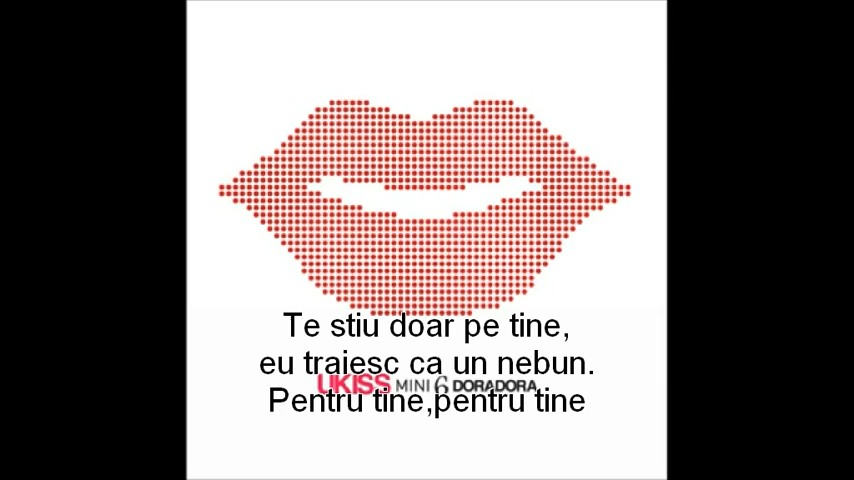 Te stiu doar pe tine,
eu traiesc ca un nebun.
UKISS MINI 6 DORADORA
Pentru tine,pentru tine